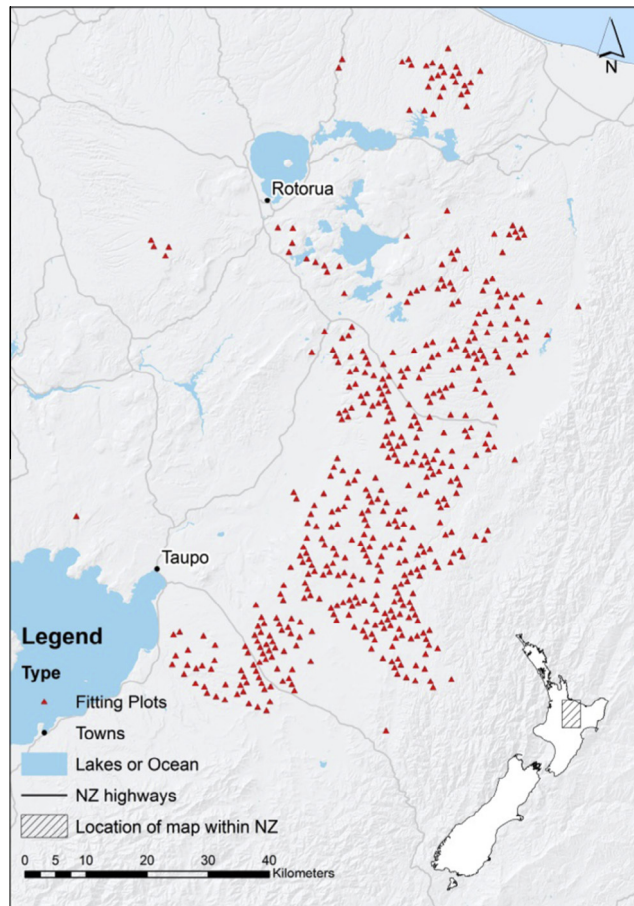 N
Rotorua
Taupo
Legend
Type
Fitting Plots
Towns
Lakes or Ocean
NZ highways
Location of map within NZ
0 5 10 20 30 40
Kilometers